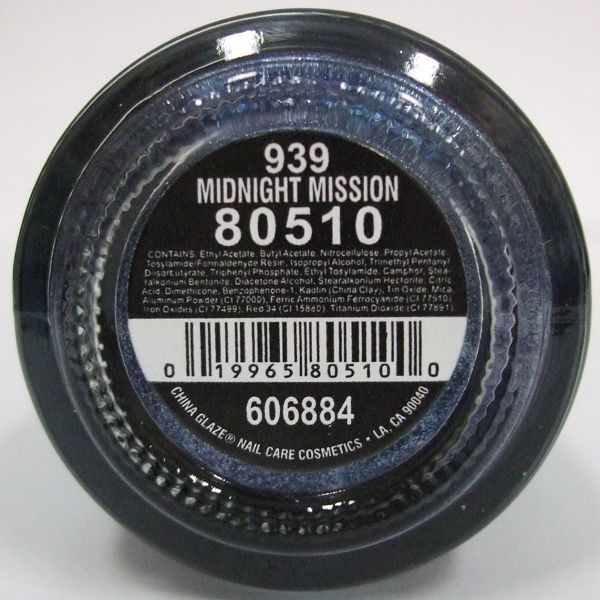 939
MIDNIGHT MISSION
80510
CONTAINS: Ethyl Acetate, Butyl Acetate, Nitrocellulose, Propyl Acetate,
Tosylamide/Formaldehyde Resin, Isopropyl Alcohol, Trimethyl Pentanyl
Diisorbutyrate, Triphenyl Phosphate, Ethyl Tosylamide, Camphor, Stear-
alkonium Bentonite, Diacetone Alcohol, Stearalkonium Hectorite, Citric
Acid, Dimethicone, Benzophenone-1, Kaolin (China Clay), Tin Oxide, Mica,
Aluminum Powder (CI 77000), Ferric Ammonium Ferrocyanide (CI 77510)
Iron Oxides (CI 77499), Red 34 (CI 15880), Titanium Dioxide (CI 77891)
0 19965 80510 0
606884
CHINA GLAZE® NAIL CARE COSMETICS • LA, CA 90040